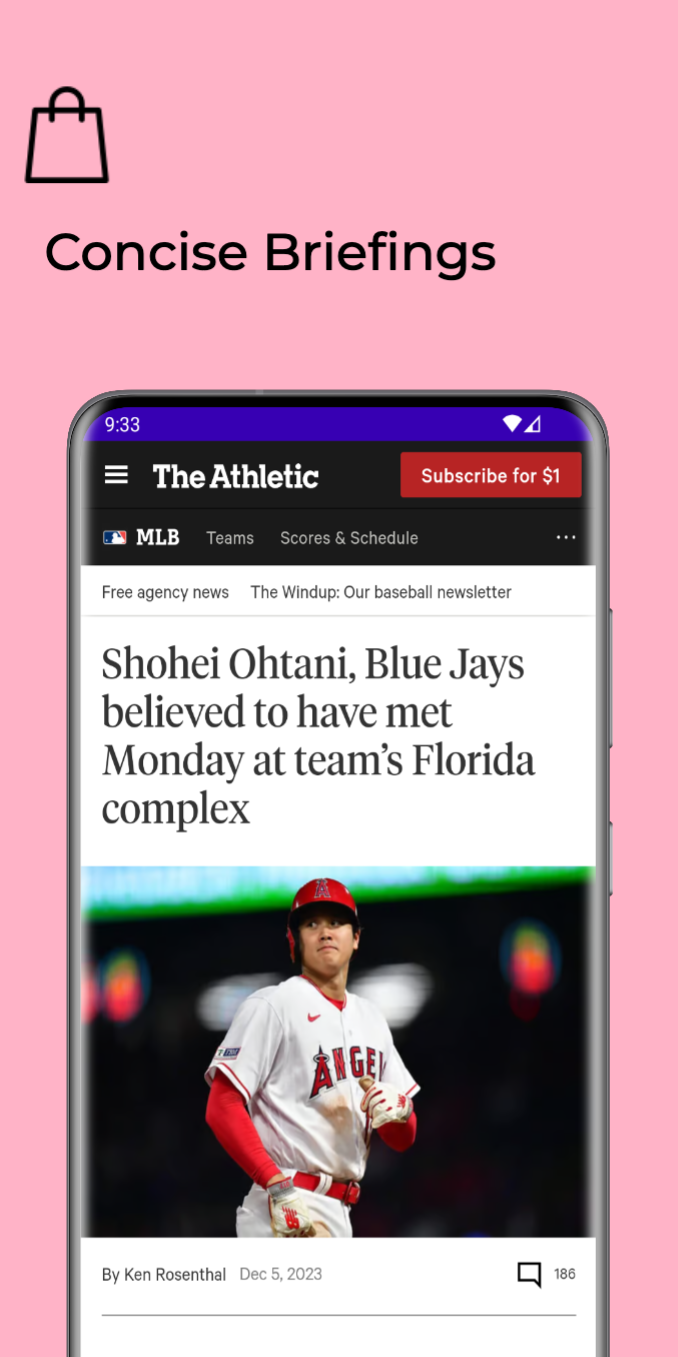 Concise Briefings
9:33
The Athletic
Subscribe for $1
MLB
Teams
Scores & Schedule
Free agency news
The Windup: Our baseball newsletter
Shohei Ohtani, Blue Jays
believed to have met
Monday at team’s Florida
complex
A
ANGEL
By Ken Rosenthal
Dec 5, 2023
186